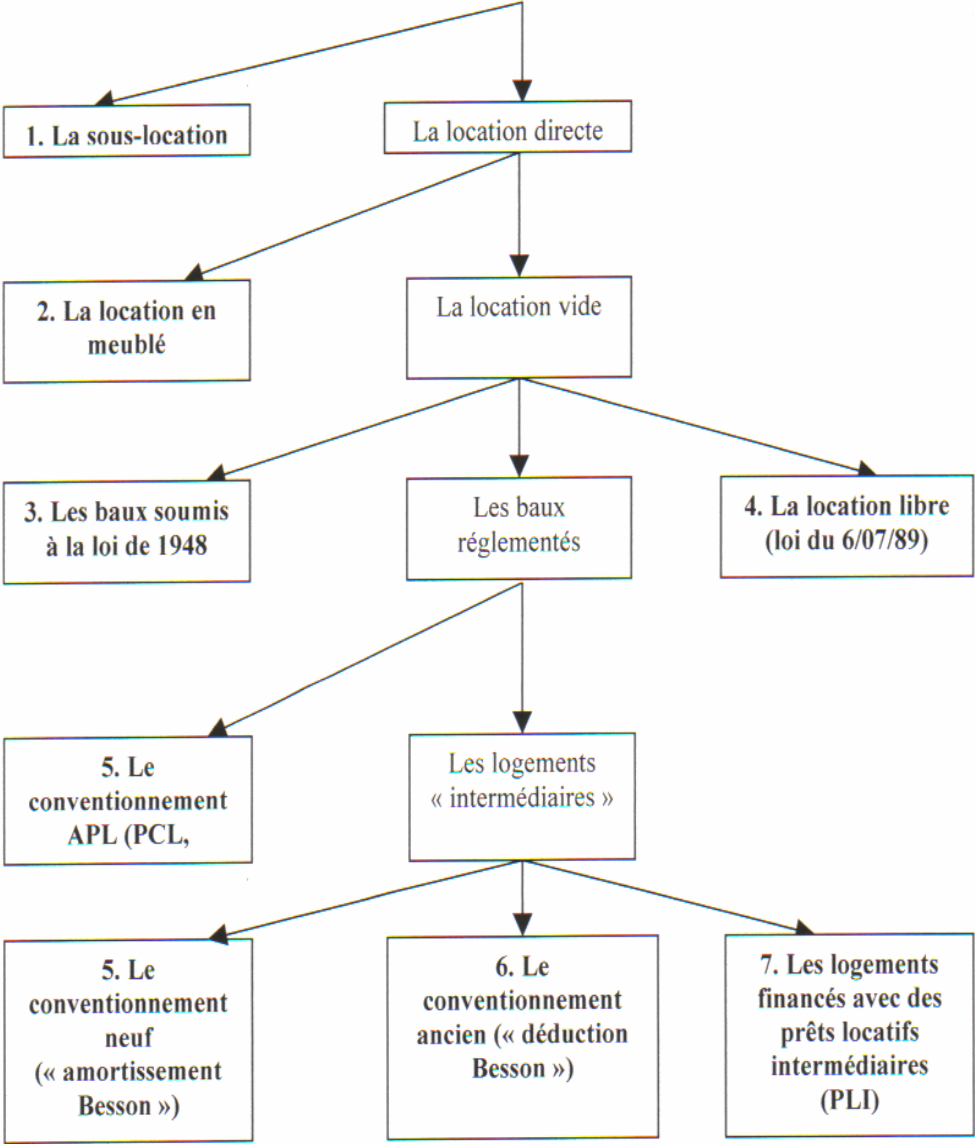 1. La sous-location
La location directe
2. La location en
meublé
La location vide
3. Les baux soumis
à la loi de 1948
Les baux
réglementés
4. La location libre
(loi du 6/07/89)
5. Le
conventionnement
APL (PCL,
Les logements
« intermédiaires »
5. Le
conventionnement
neuf
(« amortissement
Besson »)
6. Le
conventionnement
ancien (« déduction
Besson »)
7. Les logements
financés avec des
prêts locatifs
intermédiaires
(PLI)